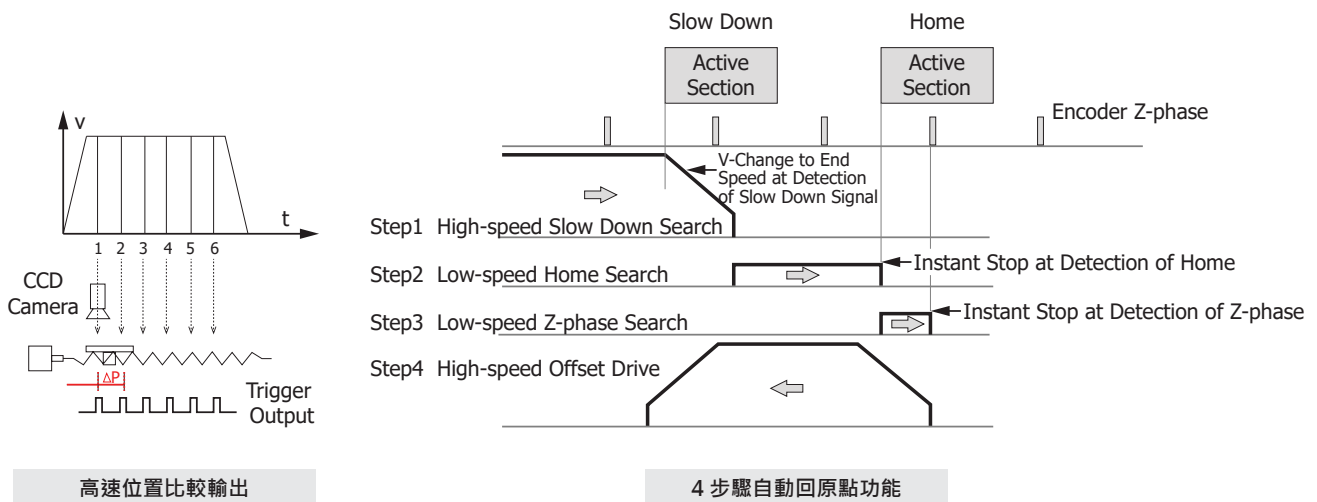 v
t
1 2 3 4 5 6
CCD
Camera
ΔP
Trigger
Output
高速位置比較輸出
Slow Down
Home
Active
Section
Active
Section
Encoder Z-phase
V-Change to End
Speed at Detection
of Slow Down Signal
Step1 High-speed Slow Down Search
Step2 Low-speed Home Search
Instant Stop at Detection of Home
Step3 Low-speed Z-phase Search
Instant Stop at Detection of Z-phase
Step4 High-speed Offset Drive
4 步驟自動回原點功能